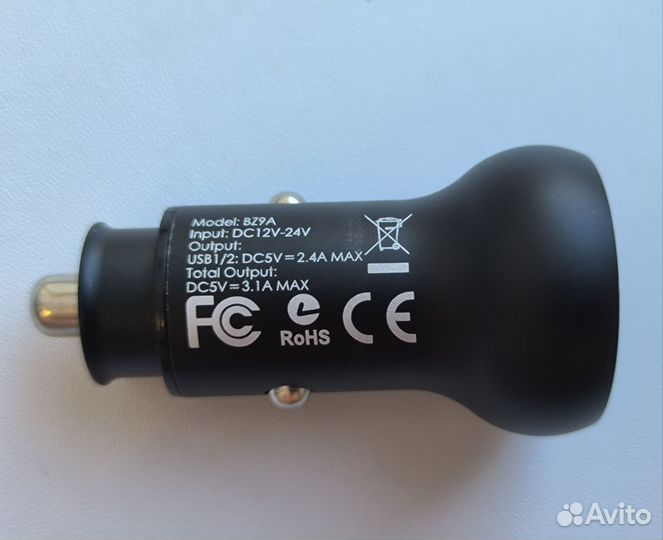 Model: BZ9A
Input: DC12V-24V
Output:
USB1/2: DC5V=2.4A MAX
Total Output:
DC5V=3.1A MAX
FC RoHS CE
Avito